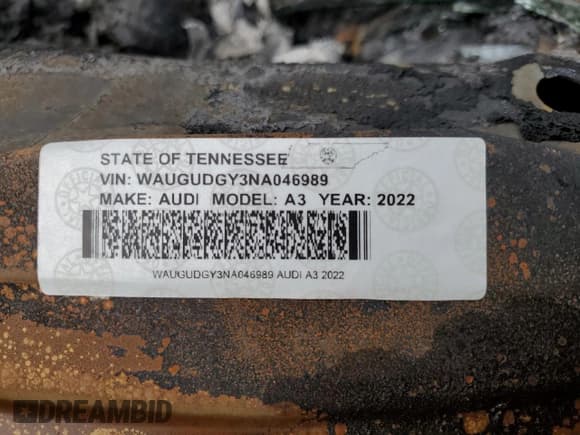 STATE OF TENNESSEE
VIN: WAUGUDGY3NA046989
MAKE: AUDI MODEL: A3 YEAR: 2022
WAUGUDGY3NA046989 AUDI A3 2022
DREAMBID